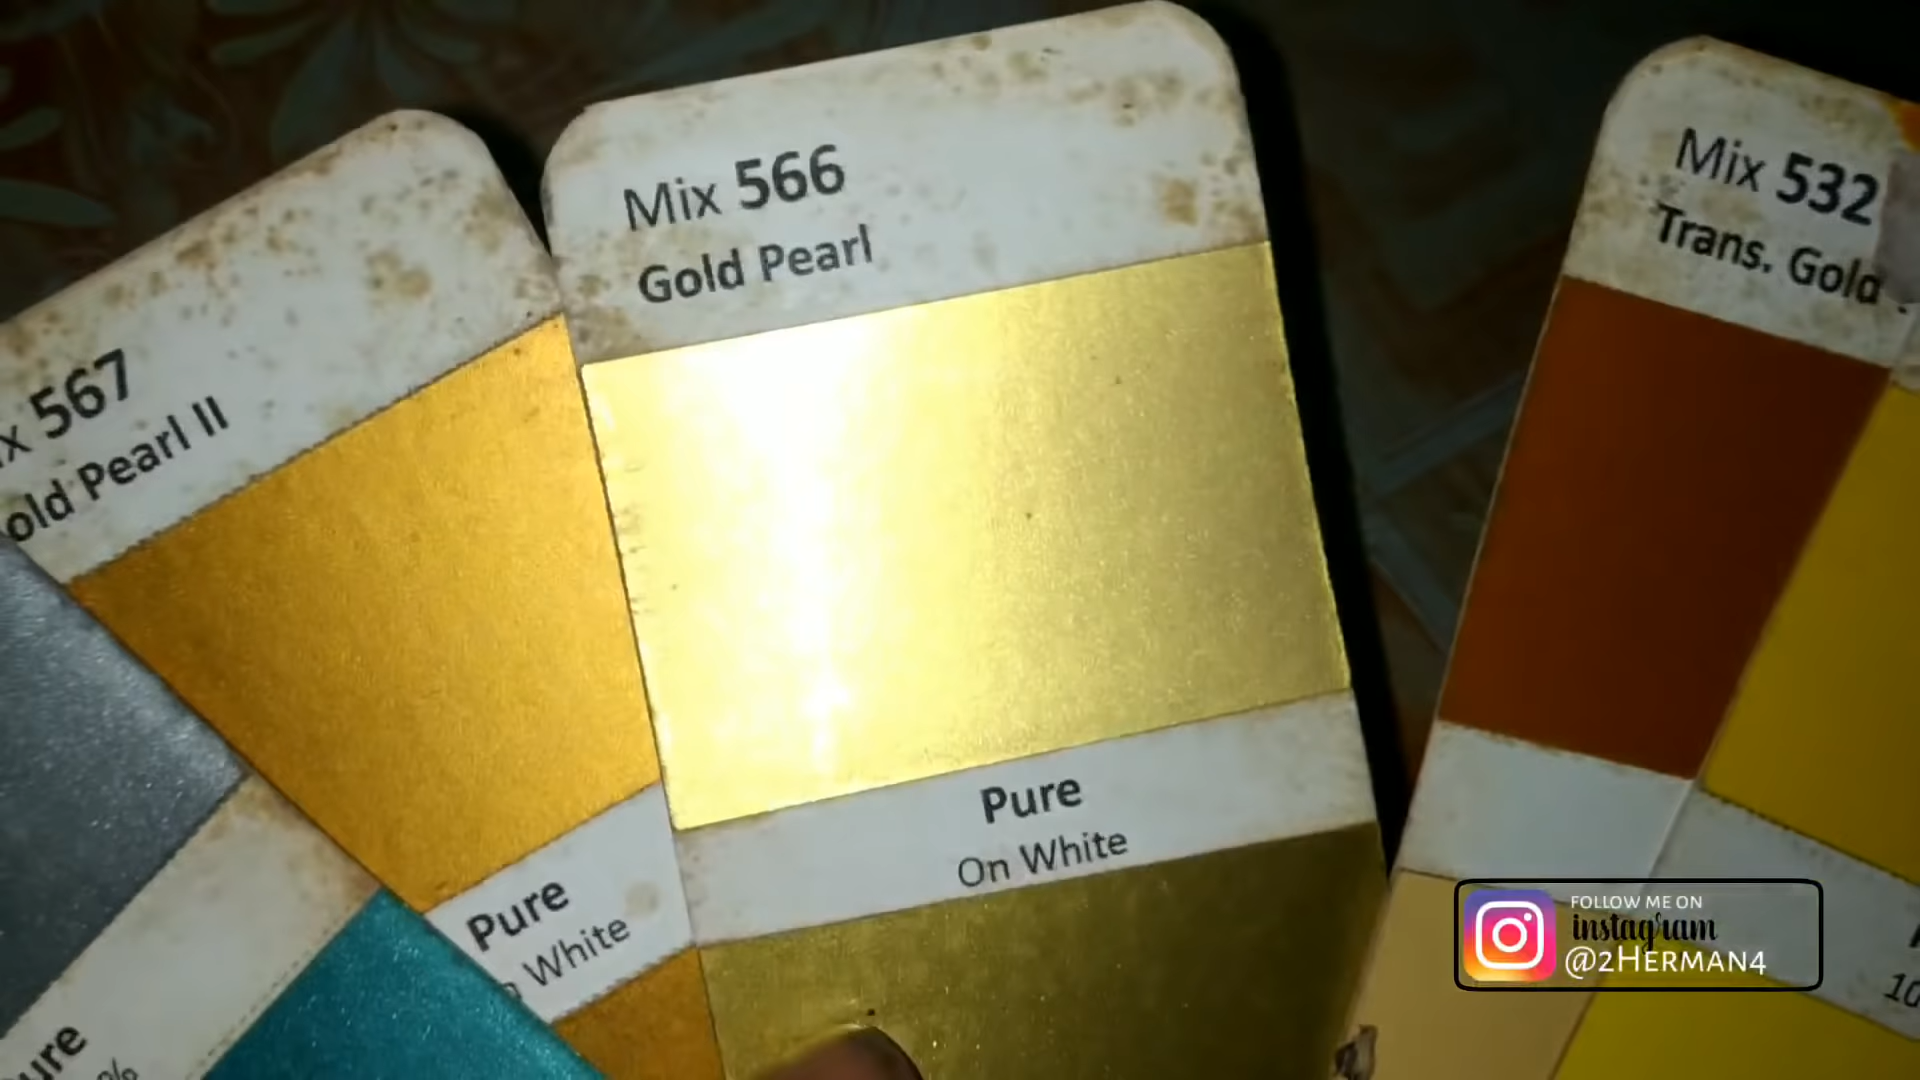 567
Pearl II
Pure
White
Mix 566
Gold Pearl
Pure
On White
Mix 532
Trans. Gold
10
FOLLOW ME ON
instagram
@2HERMAN4
%